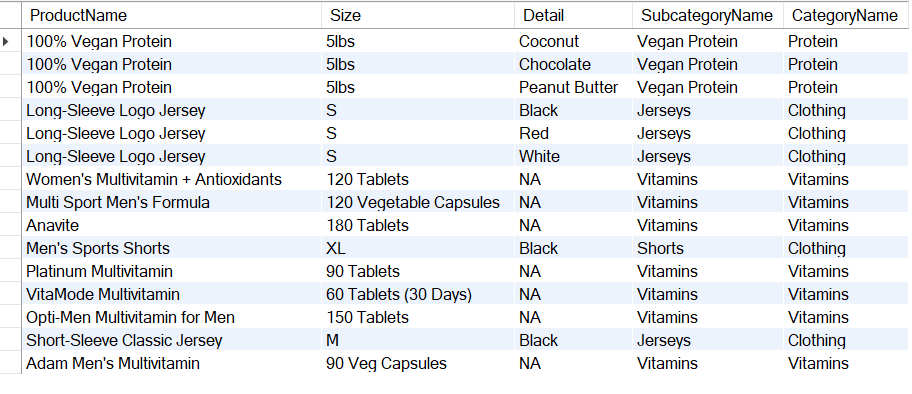 ProductName Size Detail SubcategoryName CategoryName
100% Vegan Protein 5lbs Coconut Vegan Protein Protein
100% Vegan Protein 5lbs Chocolate Vegan Protein Protein
100% Vegan Protein 5lbs Peanut Butter Vegan Protein Protein
Long-Sleeve Logo Jersey S Black Jerseys Clothing
Long-Sleeve Logo Jersey S Red Jerseys Clothing
Long-Sleeve Logo Jersey S White Jerseys Clothing
Women's Multivitamin + Antioxidants 120 Tablets NA Vitamins Vitamins
Multi Sport Men's Formula 120 Vegetable Capsules NA Vitamins Vitamins
Anavite 180 Tablets NA Vitamins Vitamins
Men's Sports Shorts XL Black Shorts Clothing
Platinum Multivitamin 90 Tablets NA Vitamins Vitamins
VitaMode Multivitamin 60 Tablets (30 Days) NA Vitamins Vitamins
Opti-Men Multivitamin for Men 150 Tablets NA Vitamins Vitamins
Short-Sleeve Classic Jersey M Black Jerseys Clothing
Adam Men's Multivitamin 90 Veg Capsules NA Vitamins Vitamins